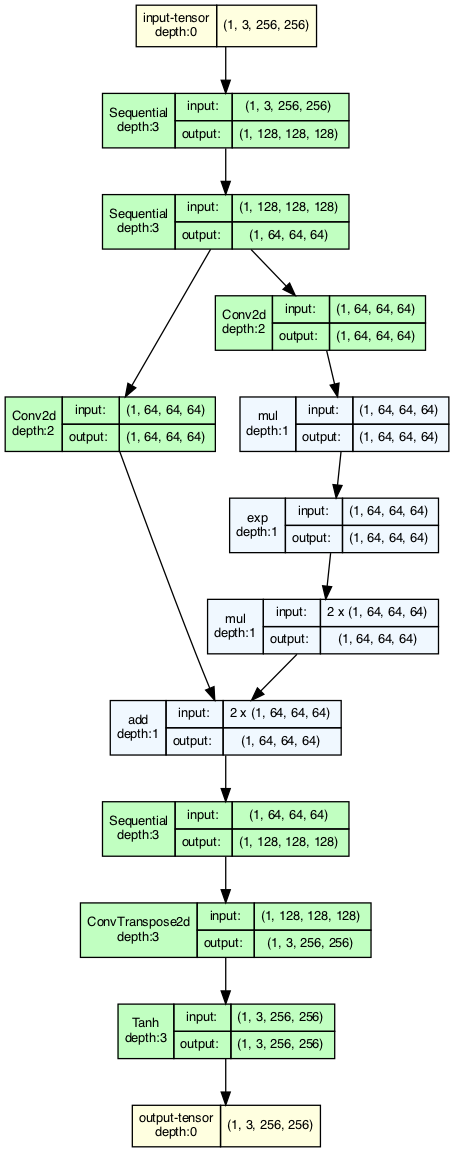 input-tensor
depth:0
(1, 3, 256, 256)
Sequential
depth:3
input:
(1, 3, 256, 256)
output:
(1, 128, 128, 128)
Sequential
depth:3
input:
(1, 128, 128, 128)
output:
(1, 64, 64, 64)
Conv2d
depth:2
input:
(1, 64, 64, 64)
output:
(1, 64, 64, 64)
Conv2d
depth:2
input:
(1, 64, 64, 64)
output:
(1, 64, 64, 64)
mul
depth:1
input:
(1, 64, 64, 64)
output:
(1, 64, 64, 64)
exp
depth:1
input:
(1, 64, 64, 64)
output:
(1, 64, 64, 64)
mul
depth:1
input:
2 x (1, 64, 64, 64)
output:
(1, 64, 64, 64)
add
depth:1
input:
2 x (1, 64, 64, 64)
output:
(1, 64, 64, 64)
Sequential
depth:3
input:
(1, 64, 64, 64)
output:
(1, 128, 128, 128)
ConvTranspose2d
depth:3
input:
(1, 128, 128, 128)
output:
(1, 3, 256, 256)
Tanh
depth:3
input:
(1, 3, 256, 256)
output:
(1, 3, 256, 256)
output-tensor
depth:0
(1, 3, 256, 256)